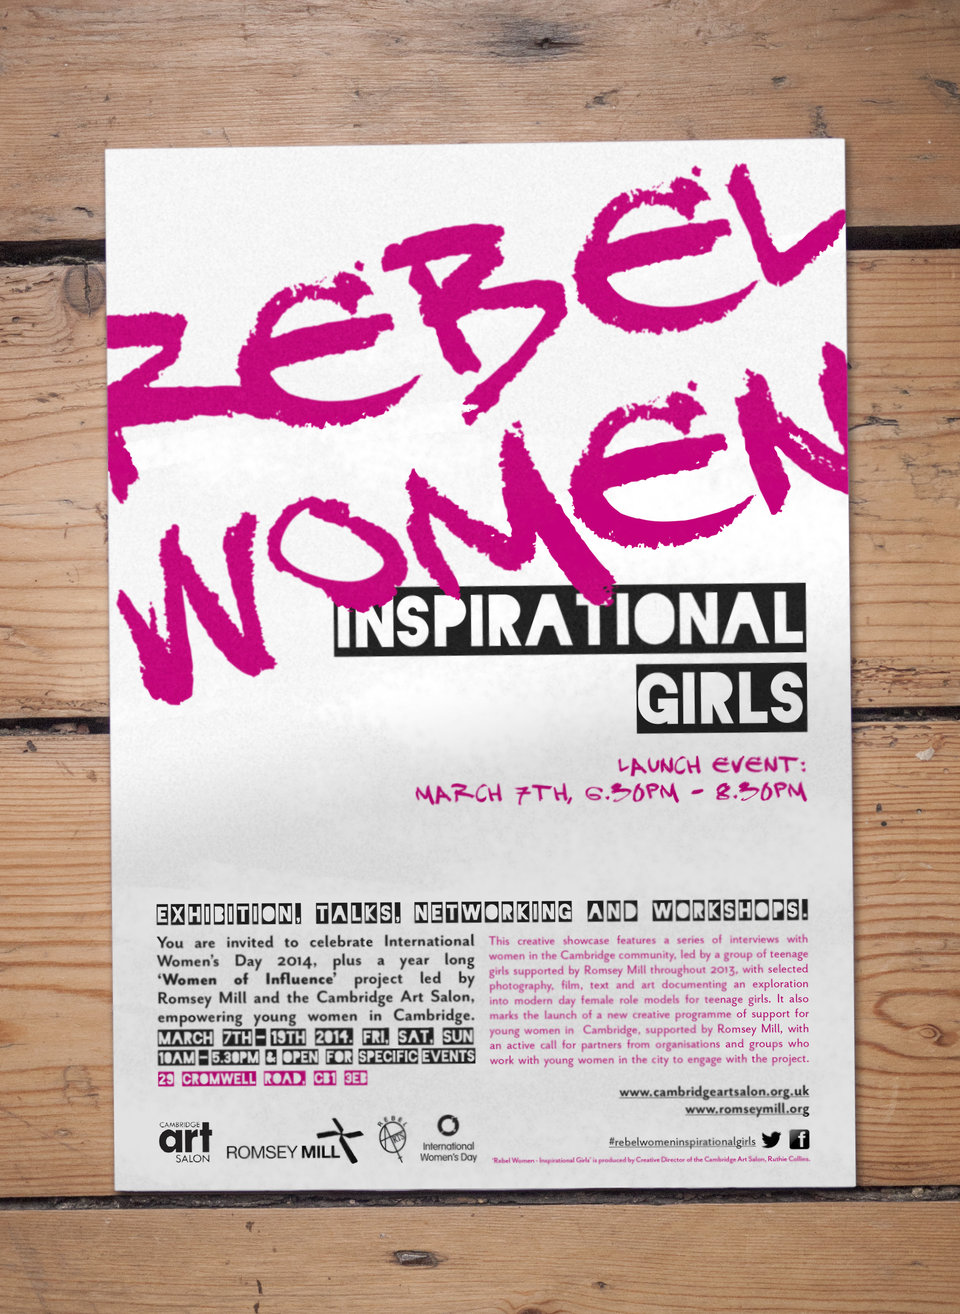 REBEL
WOMEN
INSPIRATIONAL
GIRLS
LAUNCH EVENT:
MARCH 7TH, 6.30PM - 8.30PM
EXHIBITION, TALKS, NETWORKING AND WORKSHOPS.
You are invited to celebrate International
Women's Day 2014, plus a year long
'Women of Influence' project led by
Romsey Mill and the Cambridge Art Salon,
empowering young women in Cambridge.
MARCH 7TH-19TH 2014. FRI, SAT, SUN
10AM-5.30PM & OPEN FOR SPECIFIC EVENTS
29 CROMWELL ROAD, CB1 3EB
This creative showcase features a series of interviews with
women in the Cambridge community, led by a group of teenage
girls supported by Romsey Mill throughout 2013, with selected
photography, film, text and art documenting an exploration
into modern day female role models for teenage girls. It also
marks the launch of a new creative programme of support for
young women in Cambridge, supported by Romsey Mill, with
an active call for partners from organisations and groups who
work with young women in the city to engage with the project.
www.cambridgeartsalon.org.uk
www.romseymill.org
#rebelwomeninspirationalgirls
'Rebel Women - Inspirational Girls' is produced by Creative Director of the Cambridge Art Salon, Ruthie Collins.
CAMBRIDGE
art
SALON
ROMSEY MILL
REBEL
ARTS
International
Women's Day